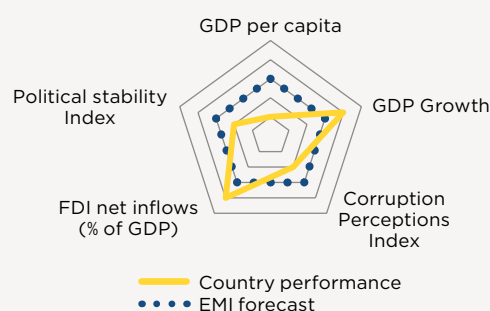 GDP per capita
Political stability
Index
GDP Growth
FDI net inflows
(% of GDP)
Corruption
Perceptions
Index
Country performance
EMI forecast